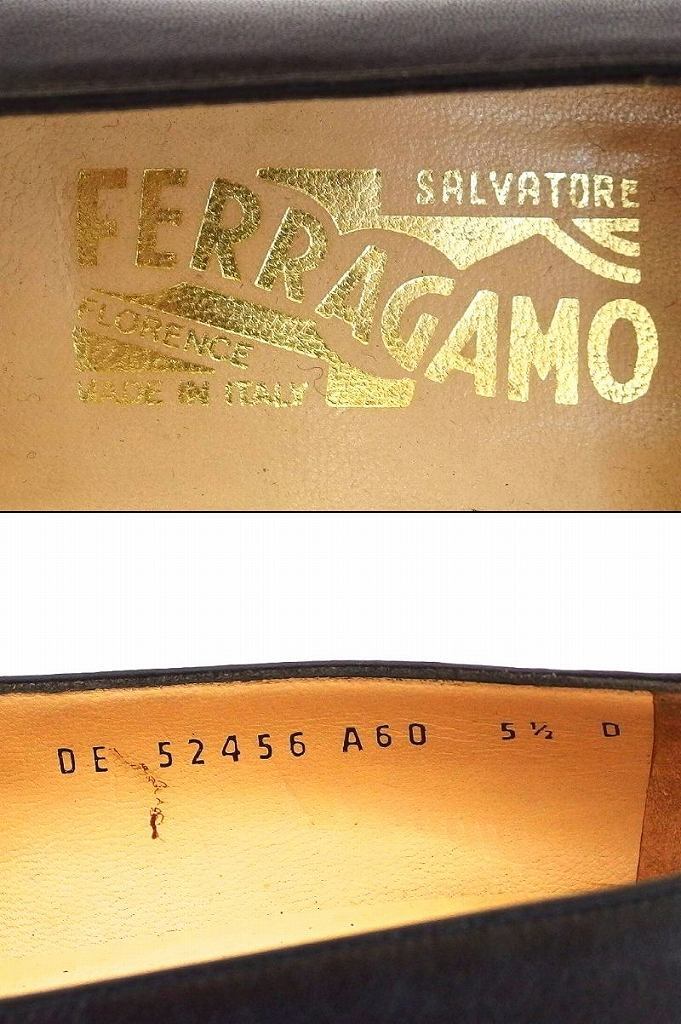 SALVATORE
FERRAGAMO
FLORENCE
MADE IN ITALY
DE 52456 A60 5½ D